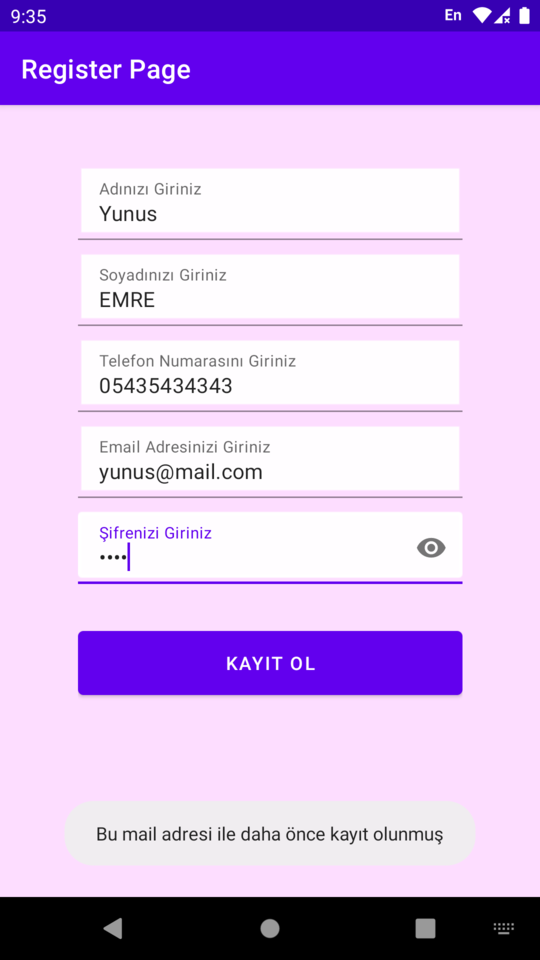 9:35 En
Register Page
Adınızı Giriniz
Yunus
Soyadınızı Giriniz
EMRE
Telefon Numarasını Giriniz
05435434343
Email Adresinizi Giriniz
yunus@mail.com
Şifrenizi Giriniz
••••
KAYIT OL
Bu mail adresi ile daha önce kayıt olunmuş